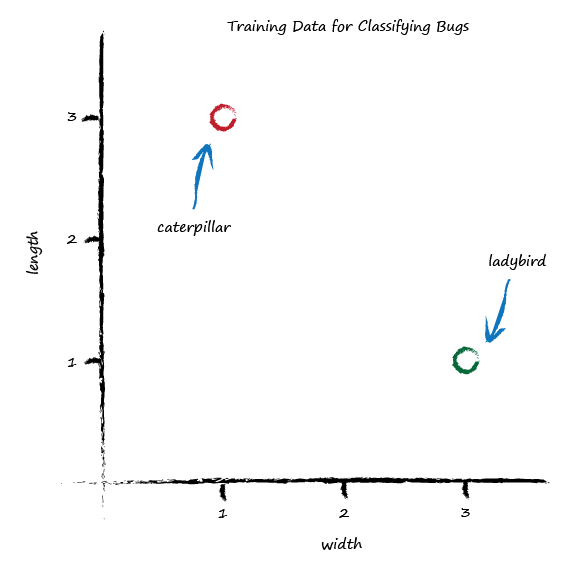 Training Data for Classifying Bugs
3
caterpillar
2
length
ladybird
1
1
2
3
width